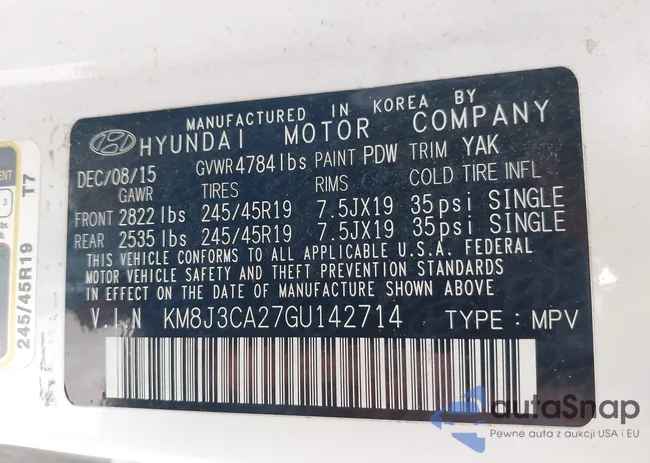 MANUFACTURED IN KOREA BY
HYUNDAI MOTOR COMPANY
DEC/08/15 GVWR 4784lbs PAINT PDW TRIM YAK
GAWR TIRES RIMS COLD TIRE INFL
FRONT 2822 lbs 245/45R19 7.5JX19 35psi SINGLE
REAR 2535 lbs 245/45R19 7.5JX19 35psi SINGLE
THIS VEHICLE CONFORMS TO ALL APPLICABLE U.S.A. FEDERAL
MOTOR VEHICLE SAFETY AND THEFT PREVENTION STANDARDS
IN EFFECT ON THE DATE OF MANUFACTURE SHOWN ABOVE
V.I.N KM8J3CA27GU142714 TYPE : MPV
245/45R19 T7
3
autaSnap
Pewne auta z aukcji USA i EU